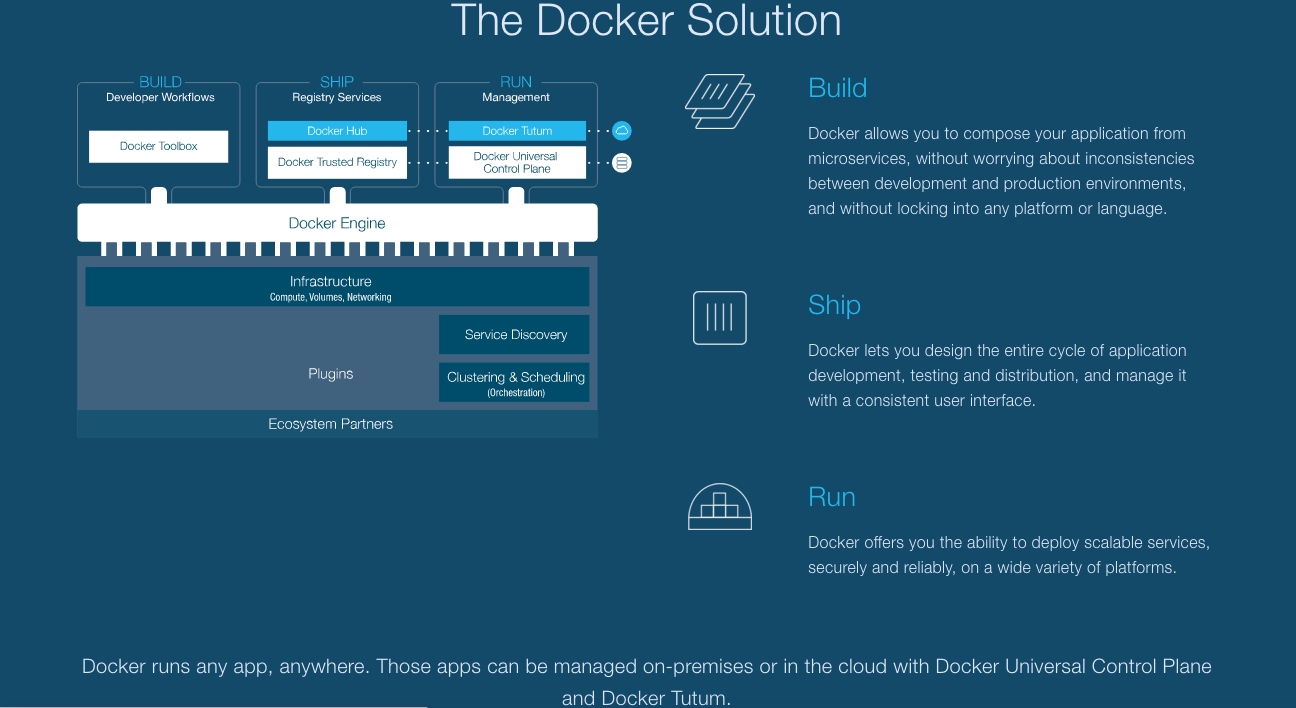 The Docker Solution
BUILD
Developer Workflows
Docker Toolbox
SHIP
Registry Services
Docker Hub
Docker Trusted Registry
RUN
Management
Docker Tutum
Docker Universal
Control Plane
Docker Engine
Infrastructure
Compute, Volumes, Networking
Service Discovery
Plugins
Clustering & Scheduling
(Orchestration)
Ecosystem Partners
Build
Docker allows you to compose your application from
microservices, without worrying about inconsistencies
between development and production environments,
and without locking into any platform or language.
Ship
Docker lets you design the entire cycle of application
development, testing and distribution, and manage it
with a consistent user interface.
Run
Docker offers you the ability to deploy scalable services,
securely and reliably, on a wide variety of platforms.
Docker runs any app, anywhere. Those apps can be managed on-premises or in the cloud with Docker Universal Control Plane
and Docker Tutum.